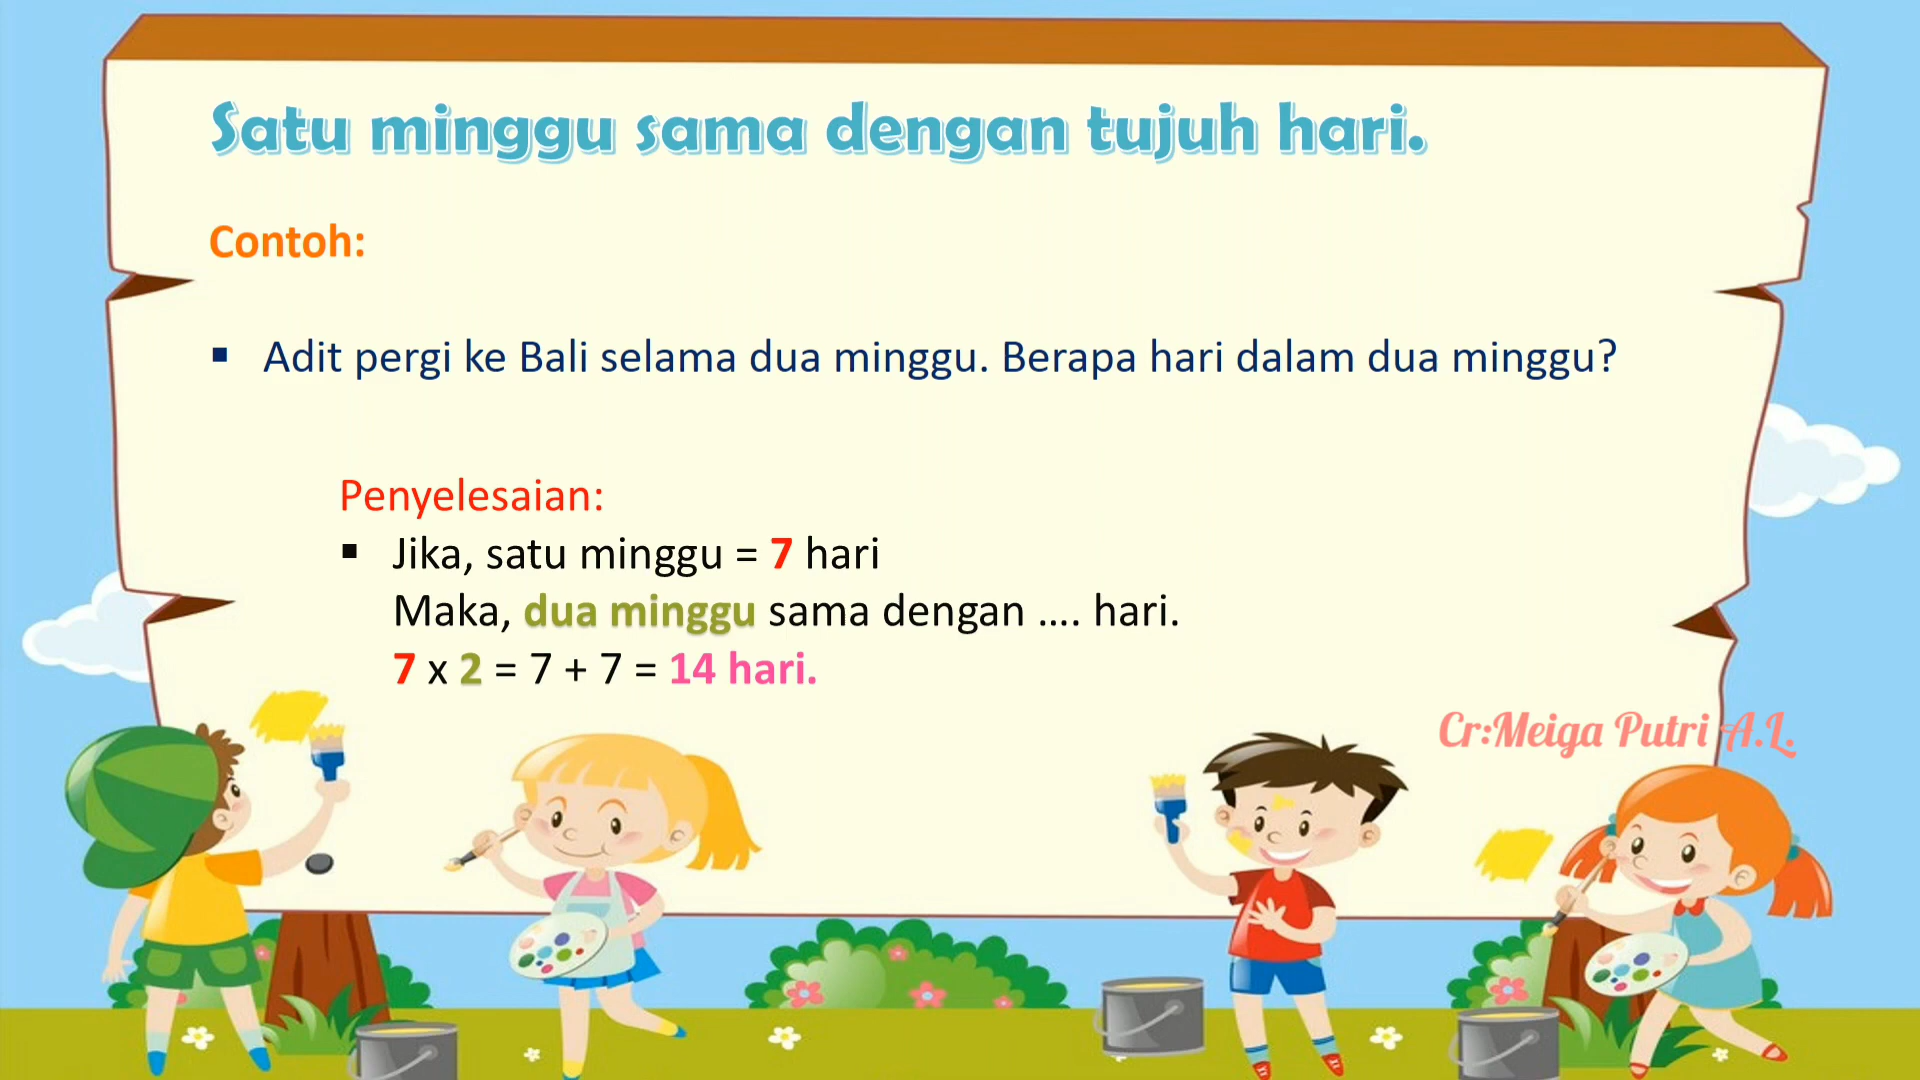 Satu minggu sama dengan tujuh hari.
Contoh:
▪ Adit pergi ke Bali selama dua minggu. Berapa hari dalam dua minggu?
Penyelesaian:
▪ Jika, satu minggu = 7 hari
Maka, dua minggu sama dengan .... hari.
7 x 2 = 7 + 7 = 14 hari.
Cr:Meiga Putri A.L.